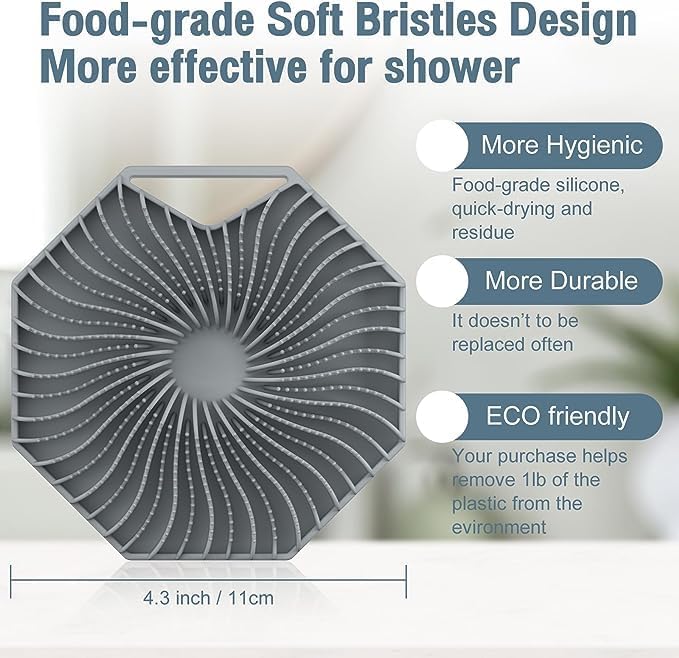 Food-grade Soft Bristles Design
More effective for shower
More Hygienic
Food-grade silicone,
quick-drying and
residue
More Durable
It doesn't to be
replaced often
ECO friendly
Your purchase helps
remove 1lb of the
plastic from the
evironment
4.3 inch / 11cm